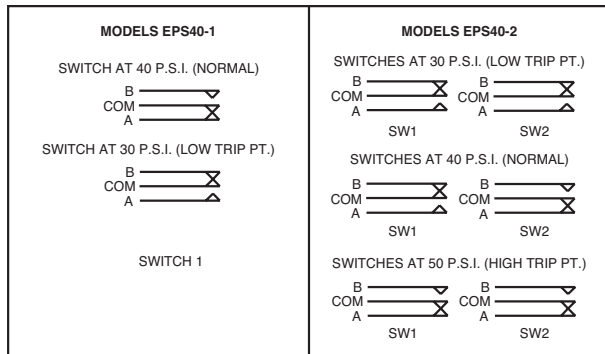 MODELS EPS40-1
SWITCH AT 40 P.S.I. (NORMAL)
B
COM
A
SWITCH AT 30 P.S.I. (LOW TRIP PT.)
B
COM
A
SWITCH 1
MODELS EPS40-2
SWITCHES AT 30 P.S.I. (LOW TRIP PT.)
B B
COM COM
A A
SW1 SW2
SWITCHES AT 40 P.S.I. (NORMAL)
B B
COM COM
A A
SW1 SW2
SWITCHES AT 50 P.S.I. (HIGH TRIP PT.)
B B
COM COM
A A
SW1 SW2